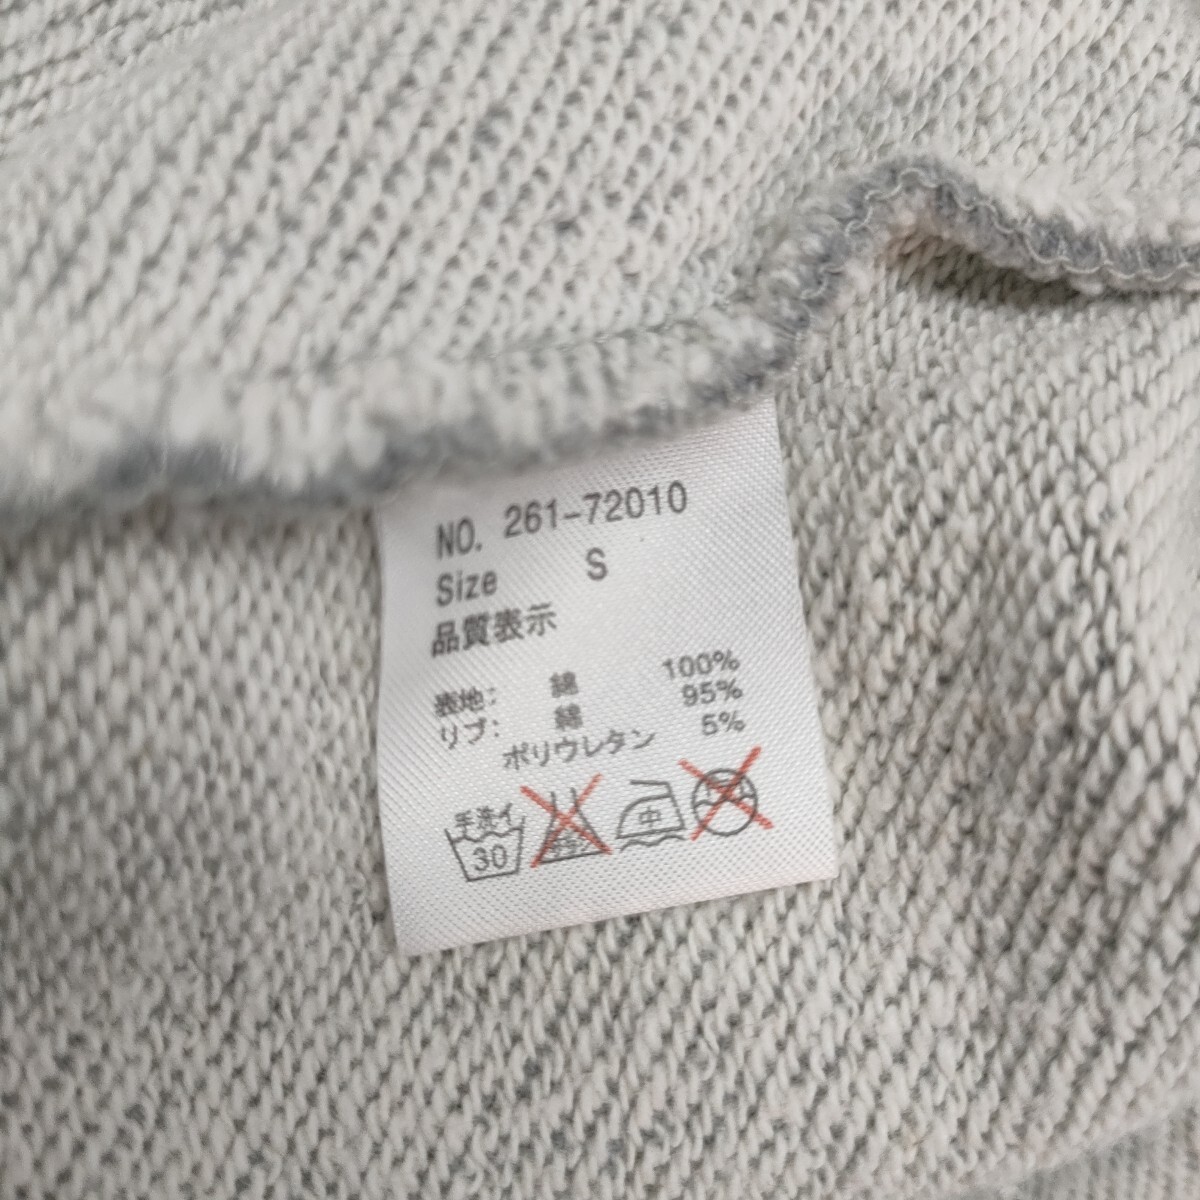 NO. 261-72010
Size S
品質表示
表地: 綿 100%
リブ: 綿 95%
ポリウレタン 5%
手洗イ 30 中